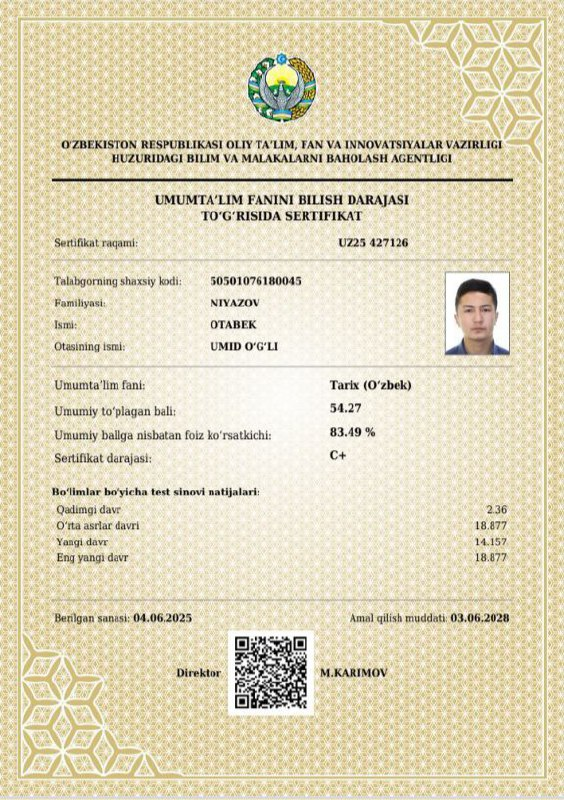 O'ZBEKISTON RESPUBLIKASI OLIY TA'LIM, FAN VA INNOVATSIYALAR VAZIRLIGI
HUZURIDAGI BILIM VA MALAKALARNI BAHOLASH AGENTLIGI
UMUMTA'LIM FANINI BILISH DARAJASI
TO'G'RISIDA SERTIFIKAT
Sertifikat raqami: UZ25 427126
Talabgorning shaxsiy kodi: 50501076180045
Familiyasi: NIYAZOV
Ismi: OTABEK
Otasining ismi: UMID O'G'LI
Umumta'lim fani: Tarix (O'zbek)
Umumiy to'plagan bali: 54.27
Umumiy ballga nisbatan foiz ko'rsatkichi: 83.49 %
Sertifikat darajasi: C+
Bo'limlar bo'yicha test sinovi natijalari:
Qadimgi davr 2.36
O'rta asrlar davri 18.877
Yangi davr 14.157
Eng yangi davr 18.877
Berilgan sanasi: 04.06.2025 Amal qilish muddati: 03.06.2028
Direktor M.KARIMOV